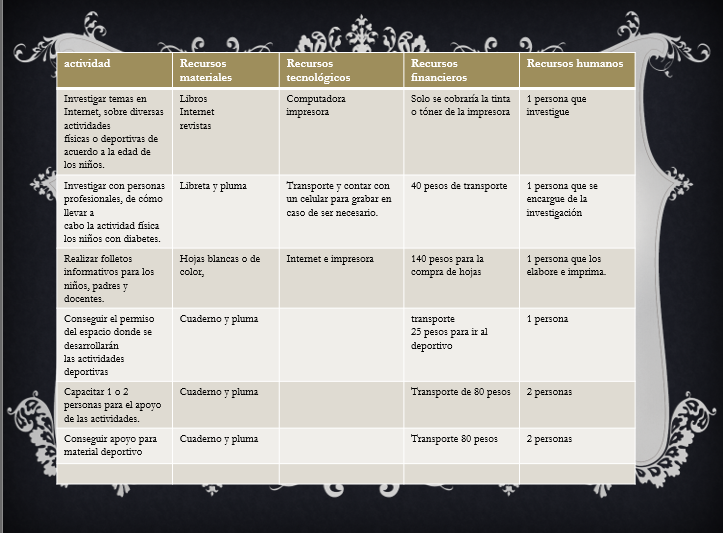 actividad
Recursos
materiales
Recursos
tecnológicos
Recursos
financieros
Recursos humanos
Investigar temas en
Internet, sobre diversas
actividades
físicas o deportivas de
acuerdo a la edad de
los niños.
Libros
Internet
revistas
Computadora
impresora
Solo se cobraría la tinta
o tóner de la impresora
1 persona que
investigue
Investigar con personas
profesionales, de cómo
llevar a
cabo la actividad física
los niños con diabetes.
Libreta y pluma
Transporte y contar con
un celular para grabar en
caso de ser necesario.
40 pesos de transporte
1 persona que se
encargue de la
investigación
Realizar folletos
informativos para los
niños, padres y
docentes.
Hojas blancas o de
color,
Internet e impresora
140 pesos para la
compra de hojas
1 persona que los
elabore e imprima.
Conseguir el permiso
del espacio donde se
desarrollarán
las actividades
deportivas
Cuaderno y pluma
transporte
25 pesos para ir al
deportivo
1 persona
Capacitar 1 o 2
personas para el apoyo
de las actividades.
Cuaderno y pluma
Transporte de 80 pesos
2 personas
Conseguir apoyo para
material deportivo
Cuaderno y pluma
Transporte 80 pesos
2 personas